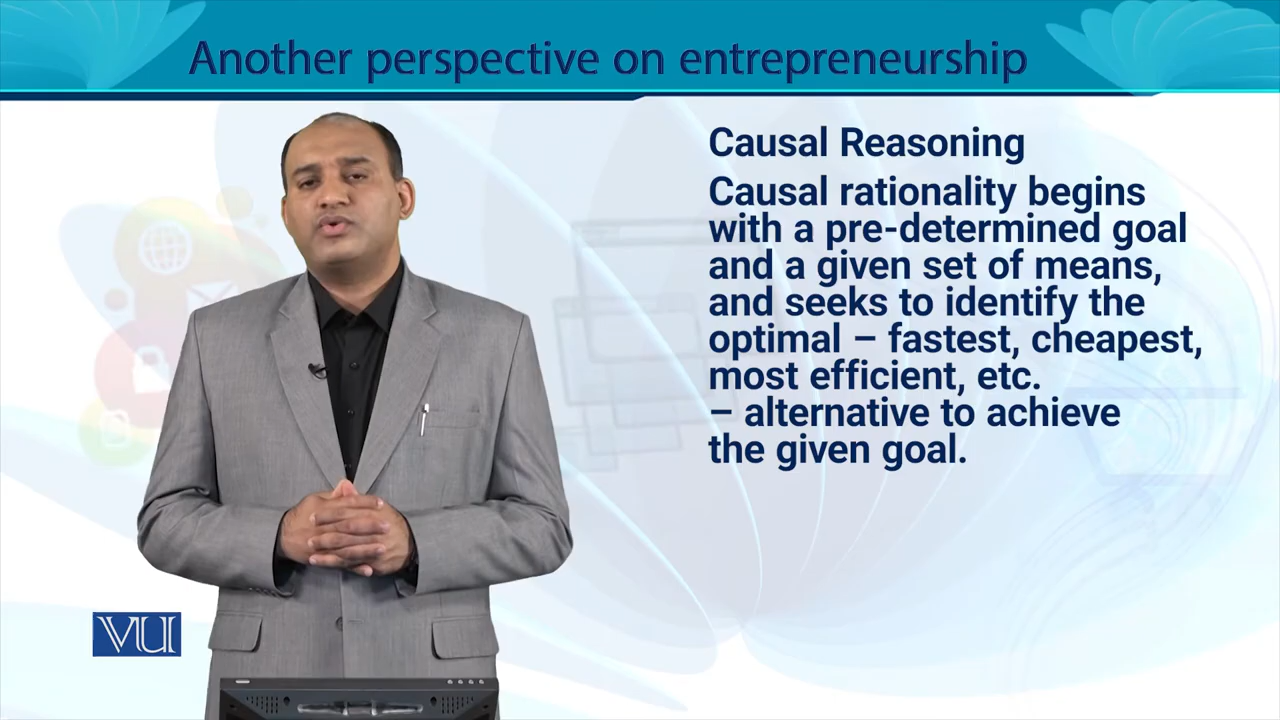 Another perspective on entrepreneurship
Causal Reasoning
Causal rationality begins
with a pre-determined goal
and a given set of means,
and seeks to identify the
optimal – fastest, cheapest,
most efficient, etc.
– alternative to achieve
the given goal.
VU